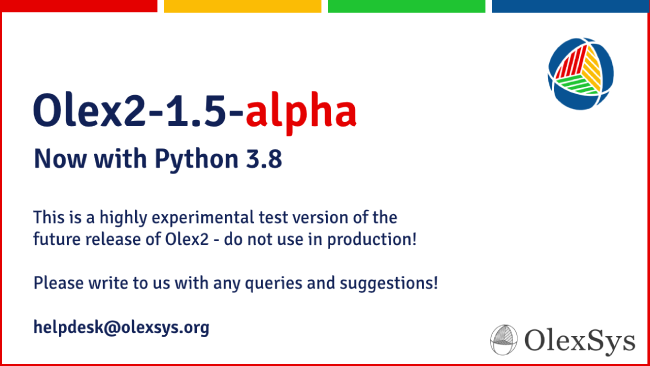 Olex2-1.5-alpha
Now with Python 3.8
This is a highly experimental test version of the
future release of Olex2 - do not use in production!
Please write to us with any queries and suggestions!
helpdesk@olexsys.org
OlexSys